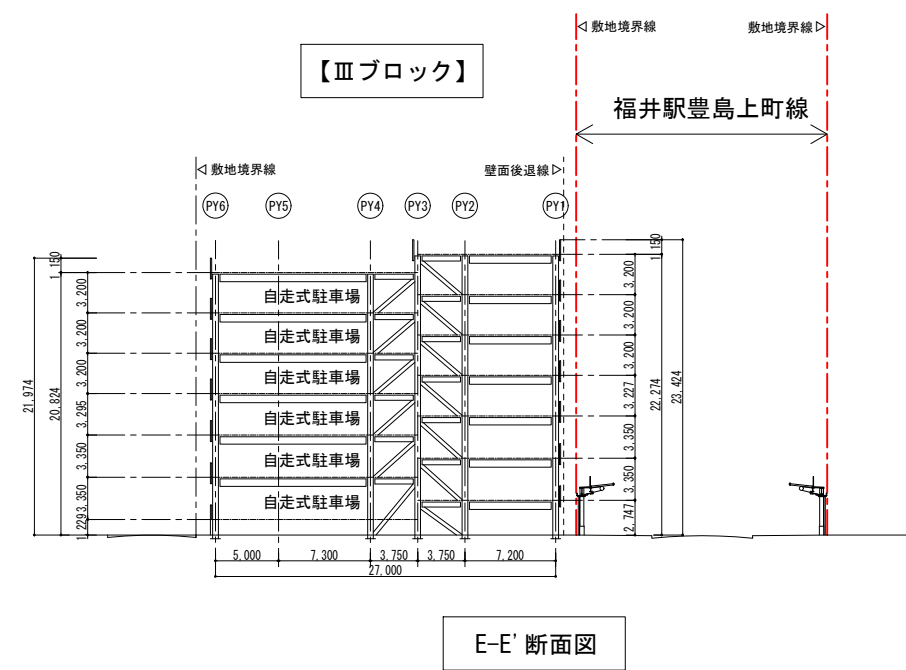 ◁ 敷地境界線
敷地境界線 ▷
【Ⅲブロック】
福井駅豊島上町線
◁ 敷地境界線
壁面後退線 ▷
PY6
PY5
PY4
PY3
PY2
PY1
自走式駐車場
自走式駐車場
自走式駐車場
自走式駐車場
自走式駐車場
自走式駐車場
21,974
20,824
1,150
3,200
3,200
3,200
3,295
3,350
3,350
1,229
1,150
3,200
3,200
3,200
3,227
3,350
3,350
2,747
22,274
23,424
5,000
7,300
3,750
3,750
7,200
27,000
E-E' 断面図